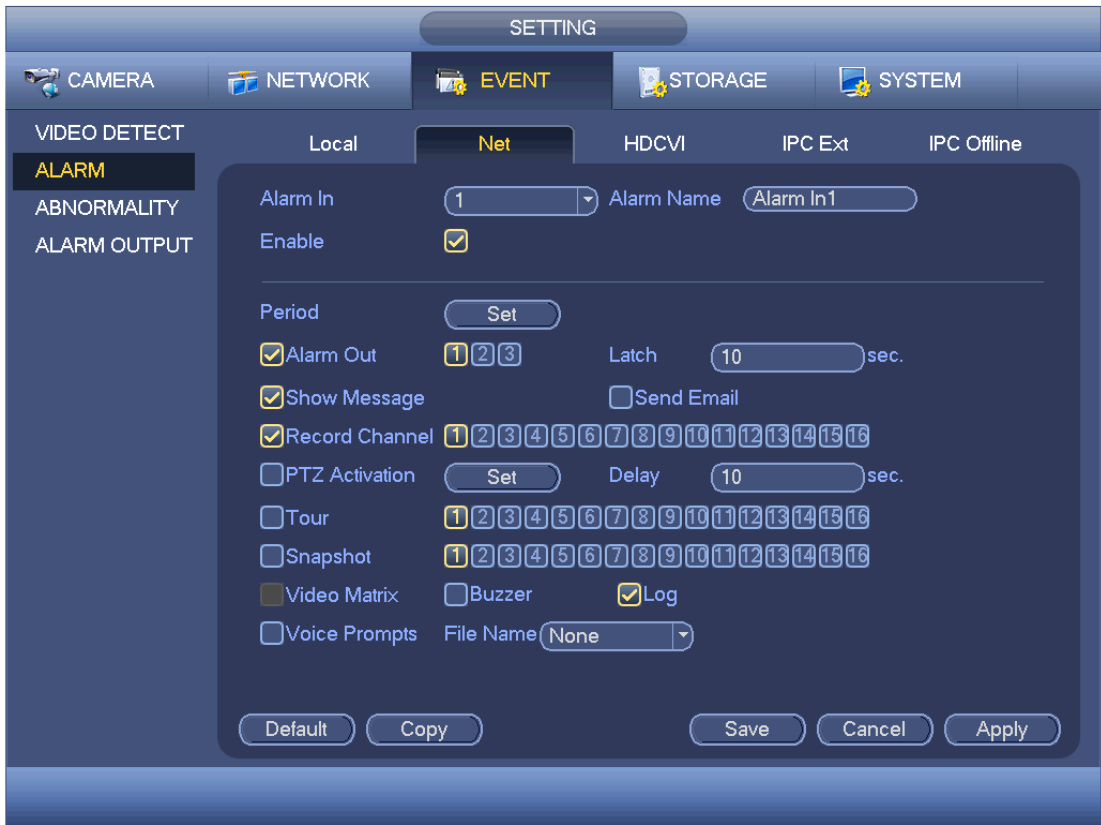 SETTING
CAMERA NETWORK EVENT STORAGE SYSTEM
VIDEO DETECT
ALARM
ABNORMALITY
ALARM OUTPUT
Local Net HDCVI IPC Ext IPC Offline
Alarm In 1 Alarm Name Alarm In1
Enable
Period Set
Alarm Out 1 2 3 Latch 10 sec.
Show Message Send Email
Record Channel 1 2 3 4 5 6 7 8 9 10 11 12 13 14 15 16
PTZ Activation Set Delay 10 sec.
Tour 1 2 3 4 5 6 7 8 9 10 11 12 13 14 15 16
Snapshot 1 2 3 4 5 6 7 8 9 10 11 12 13 14 15 16
Video Matrix Buzzer Log
Voice Prompts File Name None
Default Copy Save Cancel Apply